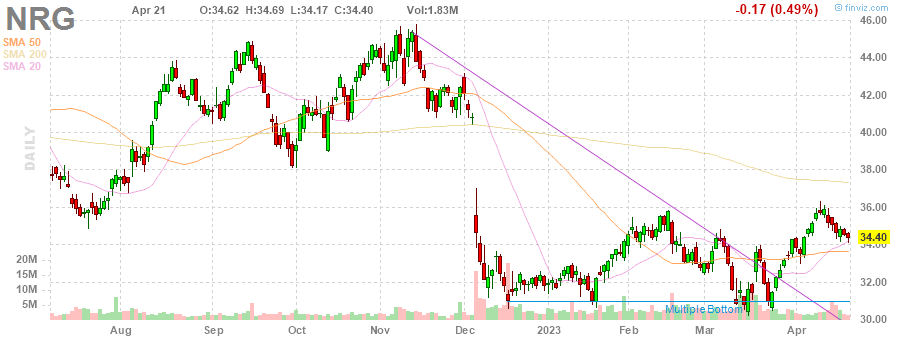 NRG Apr 21 O:34.62 H:34.69 L:34.17 C:34.40 Vol:1.83M -0.17 (0.49%) © finviz.com
SMA 50
SMA 200
SMA 20
DAILY
46.00
44.00
42.00
40.00
38.00
36.00
34.40
34.00
32.00
30.00
20M
15M
10M
5M
Multiple Bottom
Aug Sep Oct Nov Dec 2023 Feb Mar Apr